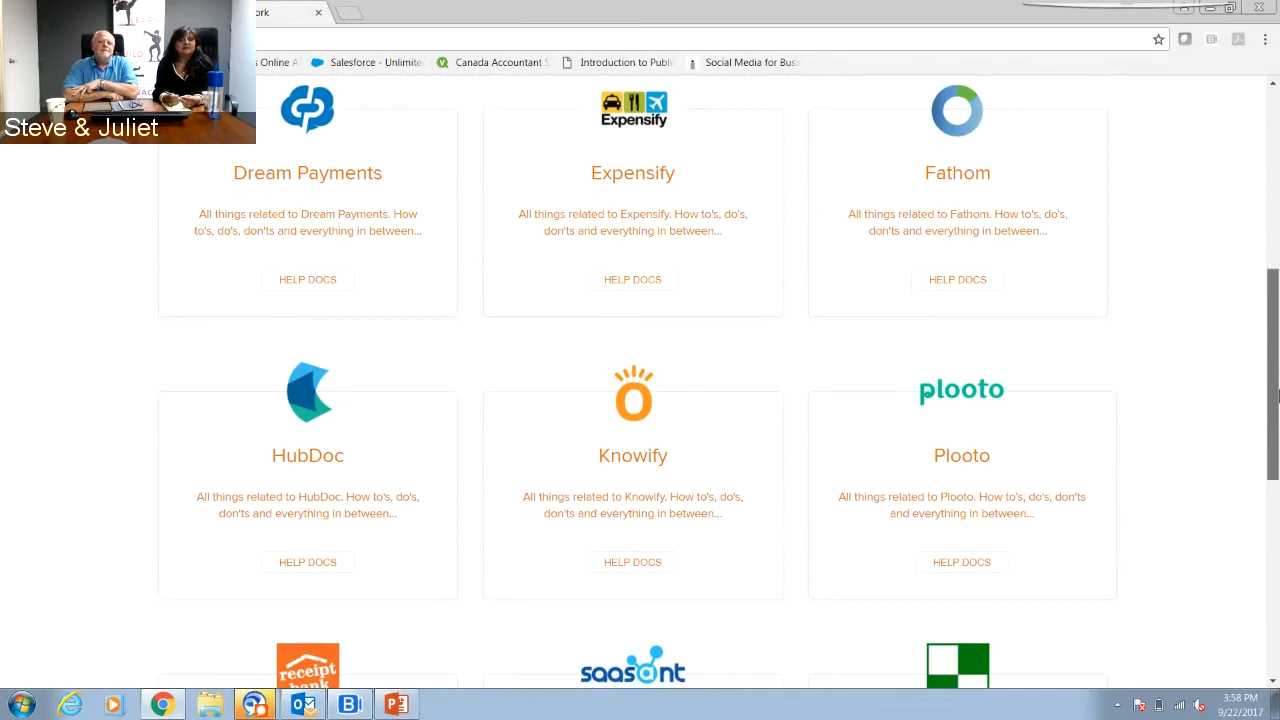 ork
s Online A
Salesforce - Unlimite
Canada Accountant S
Introduction to Publi
Social Media for Busi
LEARN
Steve & Juliet
Expensify
Dream Payments
Expensify
Fathom
All things related to Dream Payments. How
to's, do's, don'ts and everything in between...
All things related to Expensify. How to's, do's,
don'ts and everything in between...
All things related to Fathom. How to's, do's,
don'ts and everything in between...
HELP DOCS
HELP DOCS
HELP DOCS
plooto
HubDoc
Knowify
Plooto
All things related to HubDoc. How to's, do's,
don'ts and everything in between...
All things related to Knowify. How to's, do's,
don'ts and everything in between...
All things related to Plooto. How to's, do's, don'ts
and everything in between...
HELP DOCS
HELP DOCS
HELP DOCS
receipt
bank
saasant
3:58 PM
9/22/2017